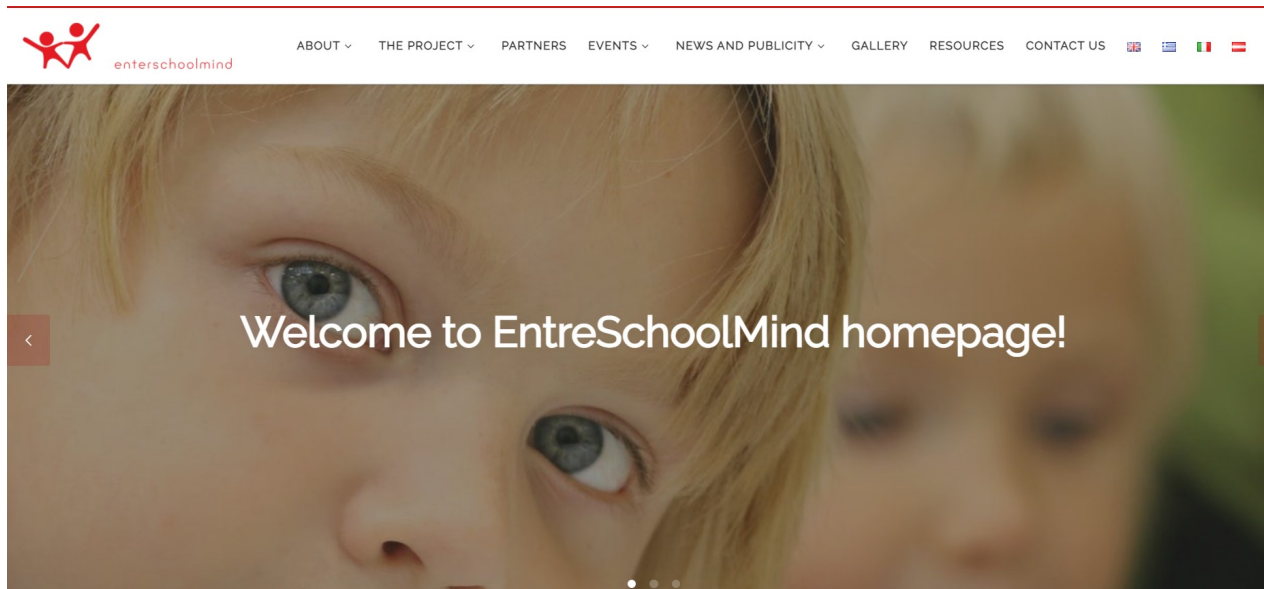 enterschoolmind
ABOUT THE PROJECT PARTNERS EVENTS NEWS AND PUBLICITY GALLERY RESOURCES CONTACT US
Welcome to EntreSchoolMind homepage!